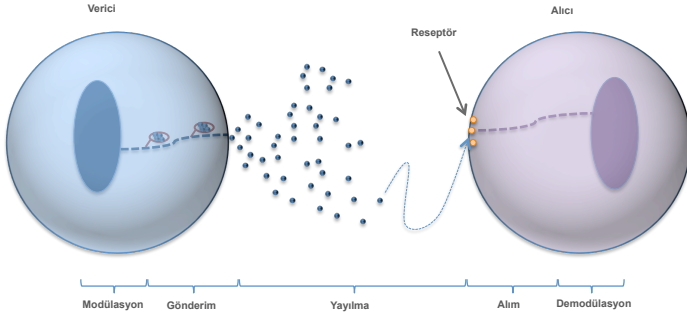 Verici
Alıcı
Reseptör
Modülasyon
Gönderim
Yayılma
Alım
Demodülasyon